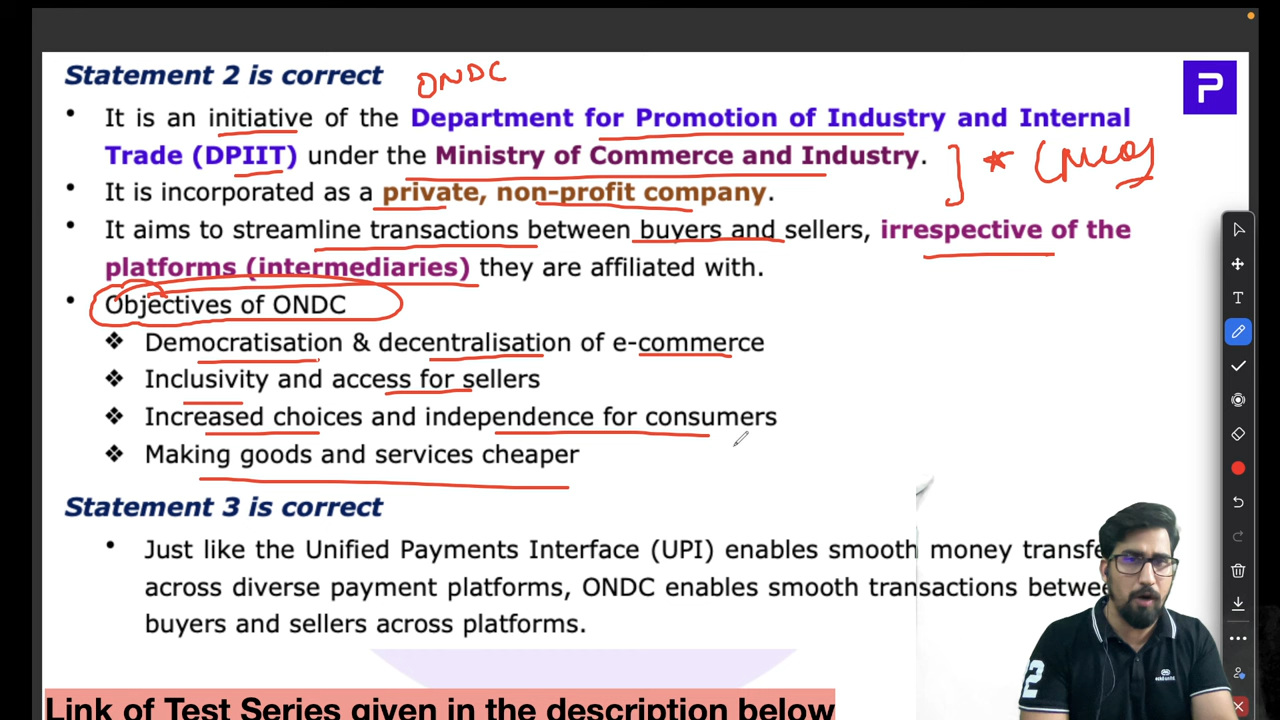 Statement 2 is correct ONDC
• It is an initiative of the Department for Promotion of Industry and Internal
Trade (DPIIT) under the Ministry of Commerce and Industry.
• It is incorporated as a private, non-profit company.
• It aims to streamline transactions between buyers and sellers, irrespective of the
platforms (intermediaries) they are affiliated with.
• Objectives of ONDC
❖ Democratisation & decentralisation of e-commerce
❖ Inclusivity and access for sellers
❖ Increased choices and independence for consumers
❖ Making goods and services cheaper
Statement 3 is correct
• Just like the Unified Payments Interface (UPI) enables smooth money transfe
across diverse payment platforms, ONDC enables smooth transactions betwee
buyers and sellers across platforms.
Link of Test Series given in the description below